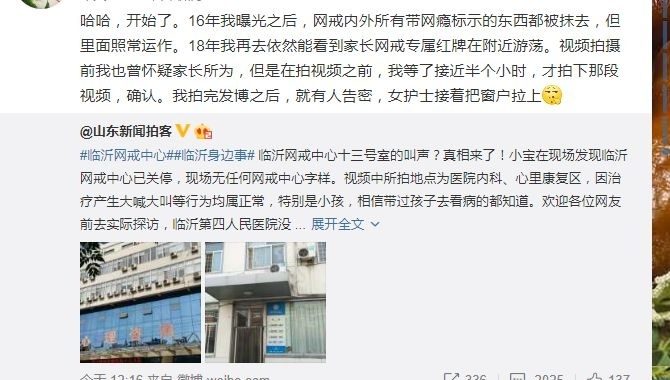 哈哈，开始了。16年我曝光之后，网戒内外所有带网瘾标示的东西都被抹去，但
里面照常运作。18年我再去依然能看到家长网戒专属红牌在附近游荡。视频拍摄
前我也曾怀疑家长所为，但是在拍视频之前，我等了接近半个小时，才拍下那段
视频，确认。我拍完发博之后，就有人告密，女护士接着把窗户拉上
@山东新闻拍客
#临沂网戒中心##临沂身边事# 临沂网戒中心十三号室的叫声？真相来了！小宝在现场发现临沂
网戒中心已关停，现场无任何网戒中心字样。视频中所拍地点为医院内科、心里康复区，因治
疗产生大喊大叫等行为均属正常，特别是小孩，相信带过孩子去看病的都知道。欢迎各位网友
前去实际探访，临沂第四人民医院没 ... 展开全文
今天 12:16 来自 微博 weibo.com
336
2025
137